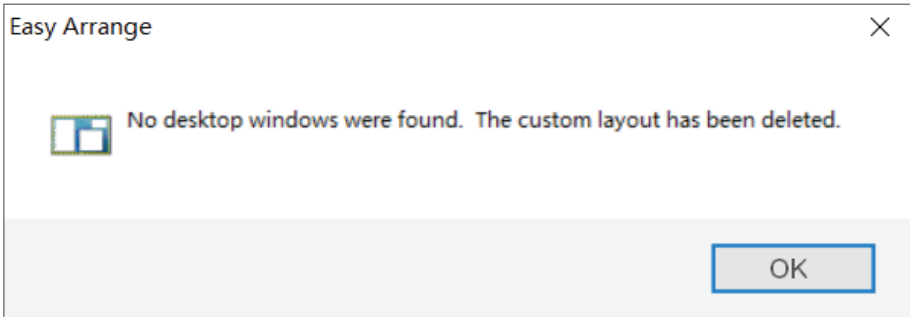 Easy Arrange
No desktop windows were found.  The custom layout has been deleted.
OK